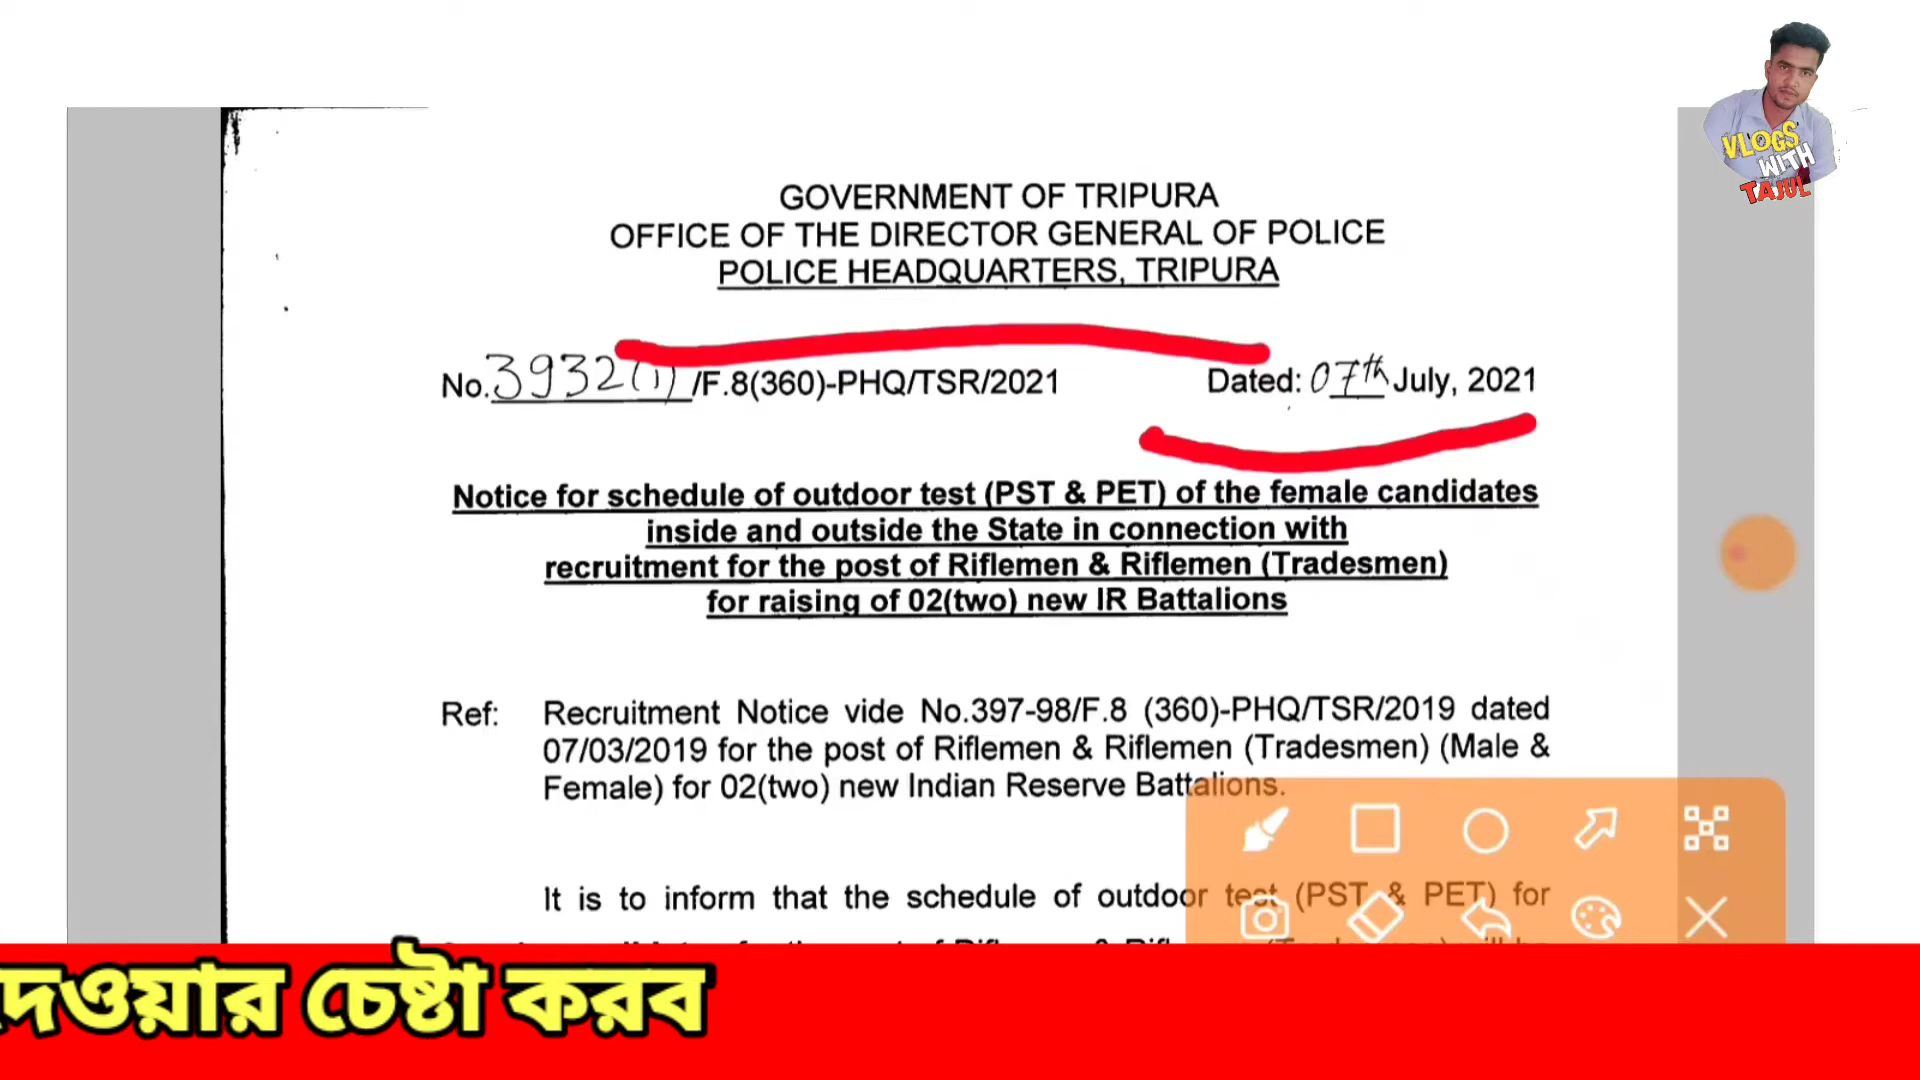 VLOGS
WITH
TAJUL
GOVERNMENT OF TRIPURA
OFFICE OF THE DIRECTOR GENERAL OF POLICE
POLICE HEADQUARTERS, TRIPURA
No. 3932(1) /F.8(360)-PHQ/TSR/2021 Dated: 07th July, 2021
Notice for schedule of outdoor test (PST & PET) of the female candidates
inside and outside the State in connection with
recruitment for the post of Riflemen & Riflemen (Tradesmen)
for raising of 02(two) new IR Battalions
Ref: Recruitment Notice vide No.397-98/F.8 (360)-PHQ/TSR/2019 dated
07/03/2019 for the post of Riflemen & Riflemen (Tradesmen) (Male &
Female) for 02(two) new Indian Reserve Battalions.
It is to inform that the schedule of outdoor test (PST & PET) for
দেওয়ার চেষ্টা করব